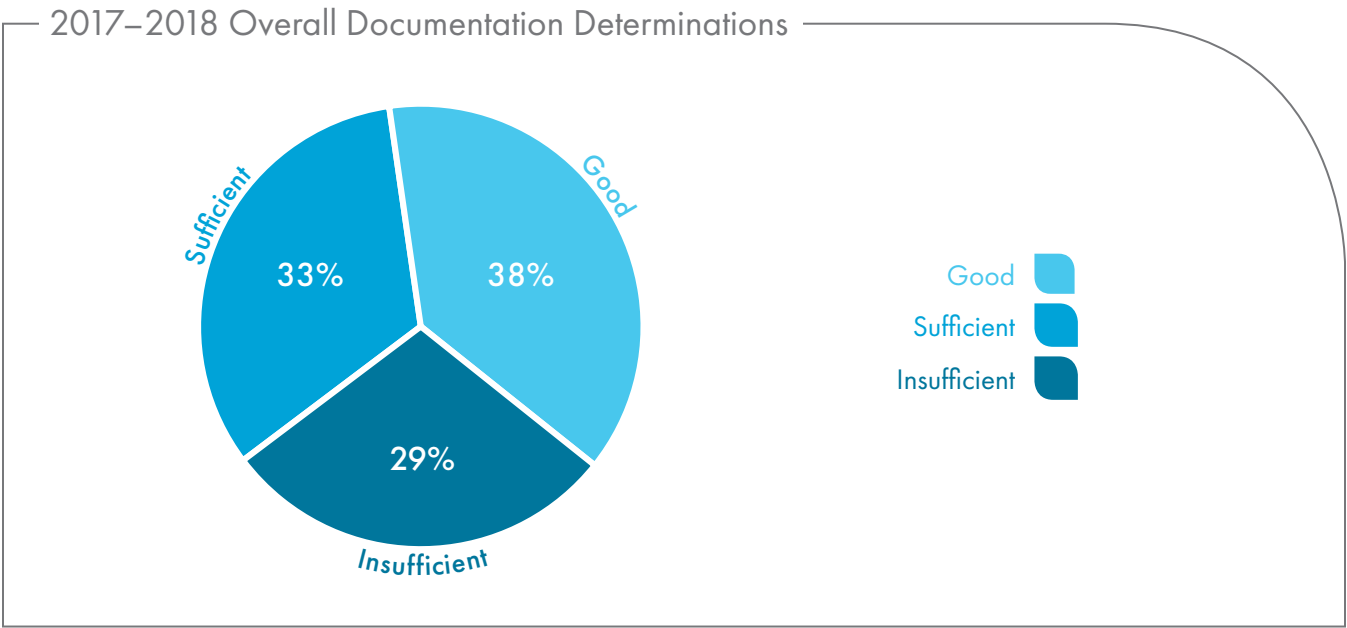 2017–2018 Overall Documentation Determinations
Sufficient
Good
33%
38%
29%
Insufficient
Good
Sufficient
Insufficient